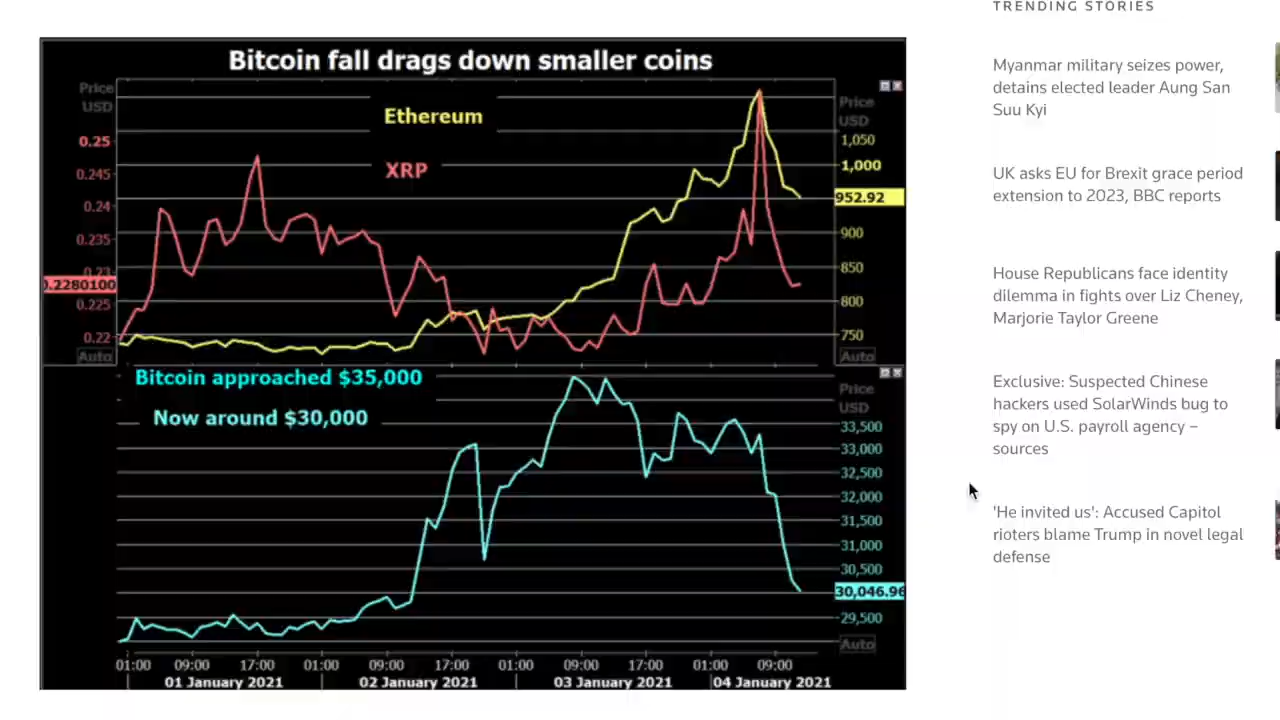 TRENDING STORIES
Bitcoin fall drags down smaller coins
Price
USD
0.25
0.245
0.24
0.235
0.23
0.2280100
0.225
0.22
Auto
Ethereum
XRP
Price
USD
1,050
1,000
952.92
900
850
800
750
Auto
Bitcoin approached $35,000
Now around $30,000
Price
USD
33,500
33,000
32,500
32,000
31,500
31,000
30,500
30,046.96
29,500
Auto
01:00 09:00 17:00 01:00 09:00 17:00 01:00 09:00 17:00 01:00 09:00
01 January 2021 02 January 2021 03 January 2021 04 January 2021
Myanmar military seizes power,
detains elected leader Aung San
Suu Kyi
UK asks EU for Brexit grace period
extension to 2023, BBC reports
House Republicans face identity
dilemma in fights over Liz Cheney,
Marjorie Taylor Greene
Exclusive: Suspected Chinese
hackers used SolarWinds bug to
spy on U.S. payroll agency –
sources
'He invited us': Accused Capitol
rioters blame Trump in novel legal
defense